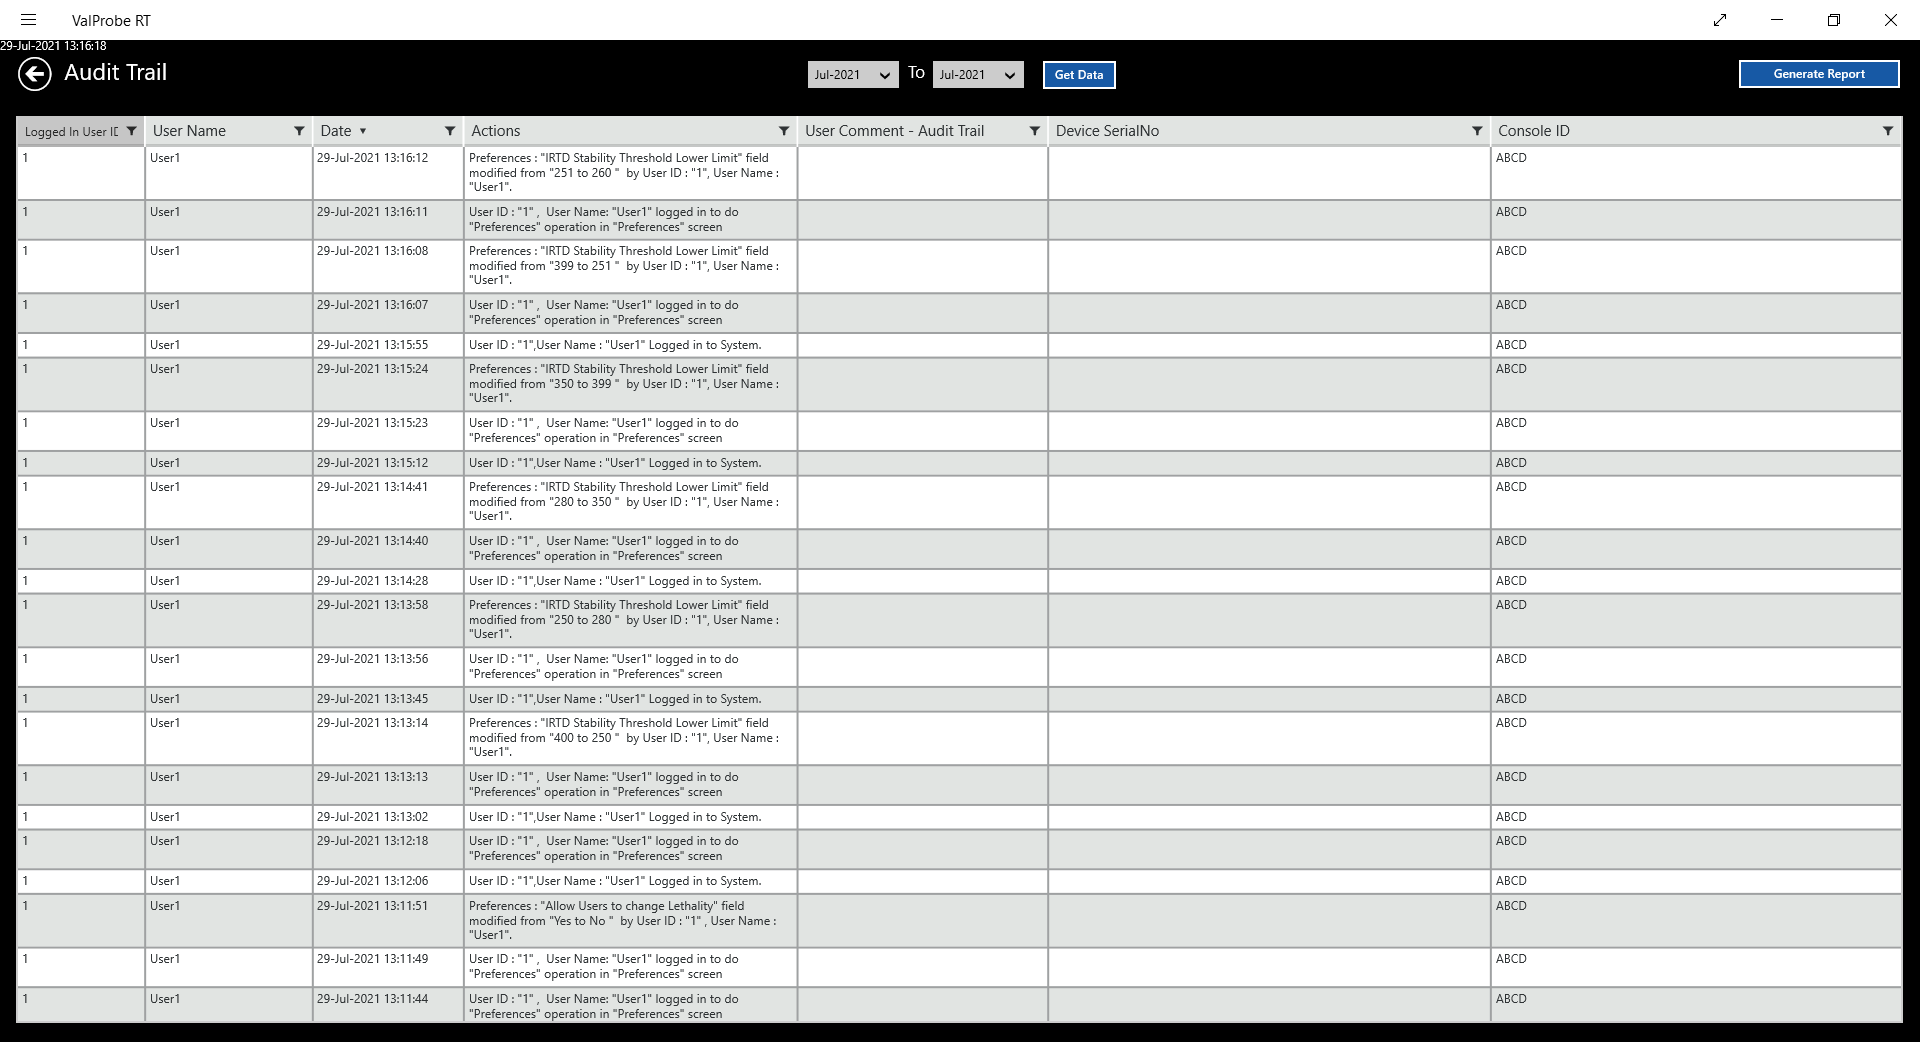 ValProbe RT
29-Jul-2021 13:16:18
Audit Trail
Jul-2021 To Jul-2021 Get Data
Generate Report
Logged In User ID User Name Date Actions User Comment - Audit Trail Device SerialNo Console ID
1 User1 29-Jul-2021 13:16:12 Preferences : "IRTD Stability Threshold Lower Limit" field ABCD
modified from "251 to 260 " by User ID : "1", User Name :
"User1".
1 User1 29-Jul-2021 13:16:11 User ID : "1" , User Name: "User1" logged in to do ABCD
"Preferences" operation in "Preferences" screen
1 User1 29-Jul-2021 13:16:08 Preferences : "IRTD Stability Threshold Lower Limit" field ABCD
modified from "399 to 251 " by User ID : "1", User Name :
"User1".
1 User1 29-Jul-2021 13:16:07 User ID : "1" , User Name: "User1" logged in to do ABCD
"Preferences" operation in "Preferences" screen
1 User1 29-Jul-2021 13:15:55 User ID : "1",User Name : "User1" Logged in to System. ABCD
1 User1 29-Jul-2021 13:15:24 Preferences : "IRTD Stability Threshold Lower Limit" field ABCD
modified from "350 to 399 " by User ID : "1", User Name :
"User1".
1 User1 29-Jul-2021 13:15:23 User ID : "1" , User Name: "User1" logged in to do ABCD
"Preferences" operation in "Preferences" screen
1 User1 29-Jul-2021 13:15:12 User ID : "1",User Name : "User1" Logged in to System. ABCD
1 User1 29-Jul-2021 13:14:41 Preferences : "IRTD Stability Threshold Lower Limit" field ABCD
modified from "280 to 350 " by User ID : "1", User Name :
"User1".
1 User1 29-Jul-2021 13:14:40 User ID : "1" , User Name: "User1" logged in to do ABCD
"Preferences" operation in "Preferences" screen
1 User1 29-Jul-2021 13:14:28 User ID : "1",User Name : "User1" Logged in to System. ABCD
1 User1 29-Jul-2021 13:13:58 Preferences : "IRTD Stability Threshold Lower Limit" field ABCD
modified from "250 to 280 " by User ID : "1", User Name :
"User1".
1 User1 29-Jul-2021 13:13:56 User ID : "1" , User Name: "User1" logged in to do ABCD
"Preferences" operation in "Preferences" screen
1 User1 29-Jul-2021 13:13:45 User ID : "1",User Name : "User1" Logged in to System. ABCD
1 User1 29-Jul-2021 13:13:14 Preferences : "IRTD Stability Threshold Lower Limit" field ABCD
modified from "400 to 250 " by User ID : "1", User Name :
"User1".
1 User1 29-Jul-2021 13:13:13 User ID : "1" , User Name: "User1" logged in to do ABCD
"Preferences" operation in "Preferences" screen
1 User1 29-Jul-2021 13:13:02 User ID : "1",User Name : "User1" Logged in to System. ABCD
1 User1 29-Jul-2021 13:12:18 User ID : "1" , User Name: "User1" logged in to do ABCD
"Preferences" operation in "Preferences" screen
1 User1 29-Jul-2021 13:12:06 User ID : "1",User Name : "User1" Logged in to System. ABCD
1 User1 29-Jul-2021 13:11:51 Preferences : "Allow Users to change Lethality" field ABCD
modified from "Yes to No " by User ID : "1" , User Name :
"User1".
1 User1 29-Jul-2021 13:11:49 User ID : "1" , User Name: "User1" logged in to do ABCD
"Preferences" operation in "Preferences" screen
1 User1 29-Jul-2021 13:11:44 User ID : "1" , User Name: "User1" logged in to do ABCD
"Preferences" operation in "Preferences" screen